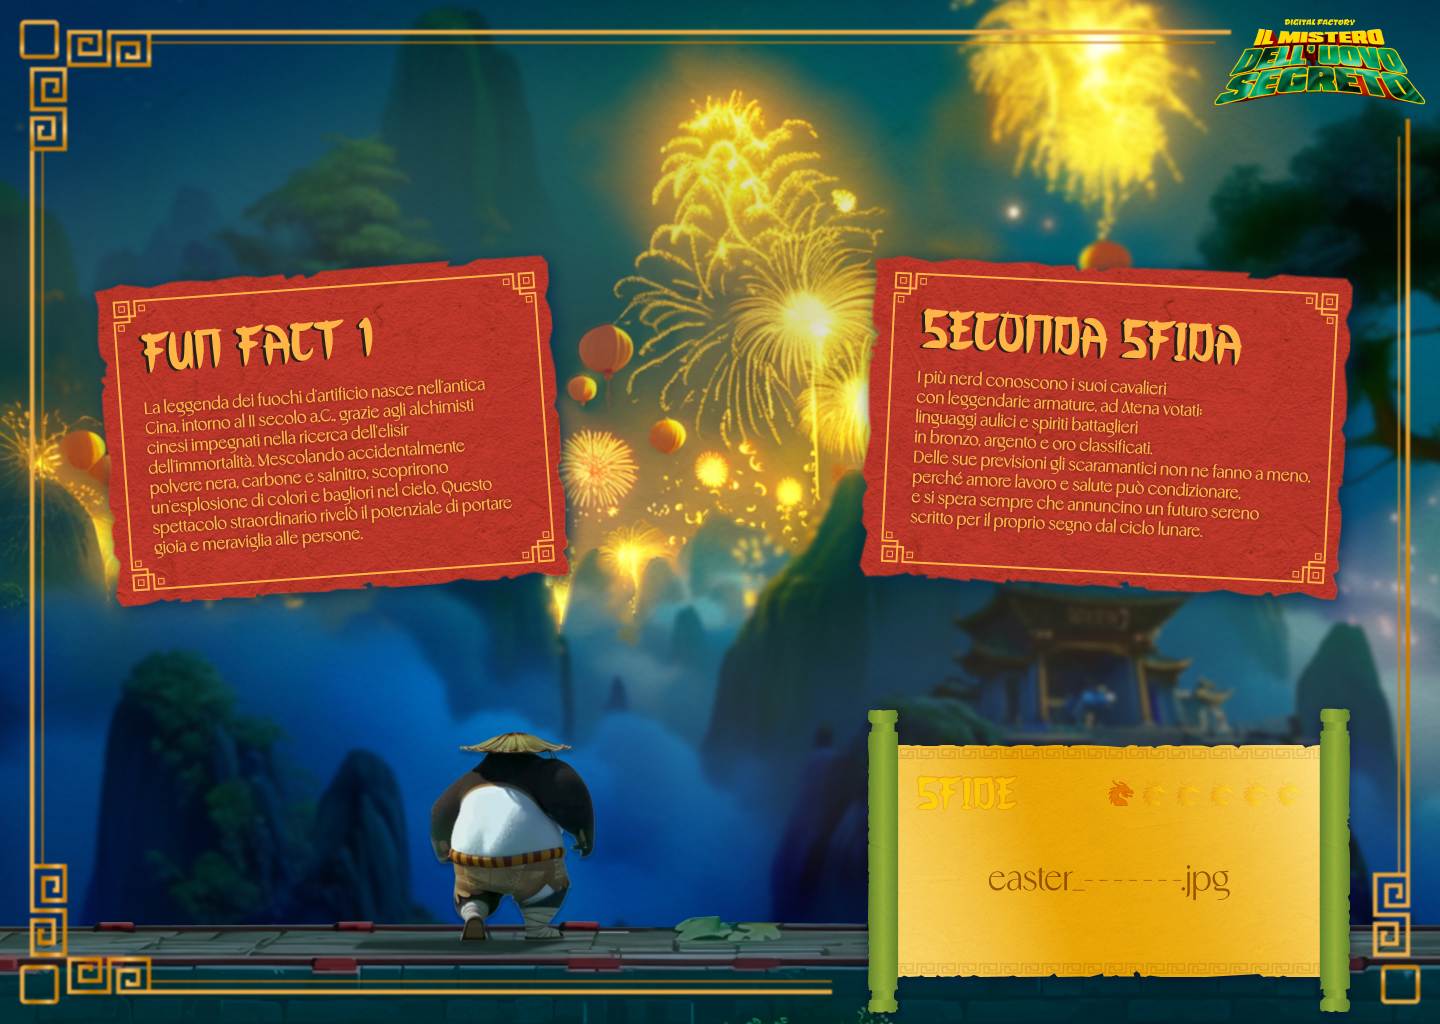 DIGITAL FACTORY
IL MISTERO
DELL'UOVO
SEGRETO
FUN FACT 1
La leggenda dei fuochi d'artificio nasce nell'antica
Cina, intorno al II secolo a.C., grazie agli alchimisti
cinesi impegnati nella ricerca dell'elisir
dell'immortalità. Mescolando accidentalmente
polvere nera, carbone e salnitro, scoprirono
un'esplosione di colori e bagliori nel cielo. Questo
spettacolo straordinario rivelò il potenziale di portare
gioia e meraviglia alle persone.
SECONDA SFIDA
I più nerd conoscono i suoi cavalieri
con leggendarie armature, ad Atena votati;
linguaggi aulici e spiriti battaglieri
in bronzo, argento e oro classificati.
Delle sue previsioni gli scaramantici non ne fanno a meno,
perché amore lavoro e salute può condizionare,
e si spera sempre che annuncino un futuro sereno
scritto per il proprio segno dal ciclo lunare.
SFIDE
easter_-------.jpg